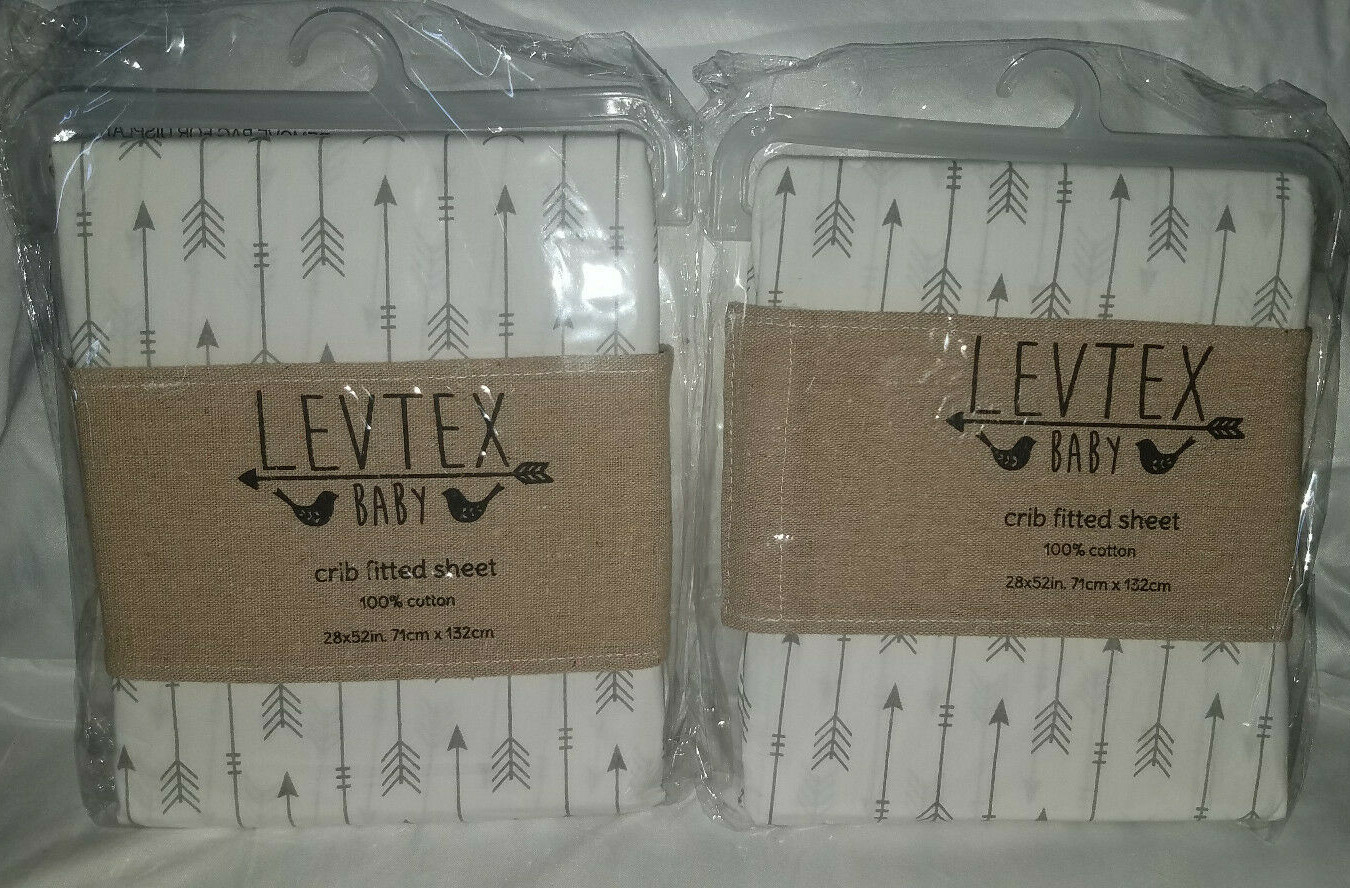 LEVTEX
BABY
crib fitted sheet
100% cotton
28x52in. 71cm x 132cm
LEVTEX
BABY
crib fitted sheet
100% cotton
28x52in. 71cm x 132cm